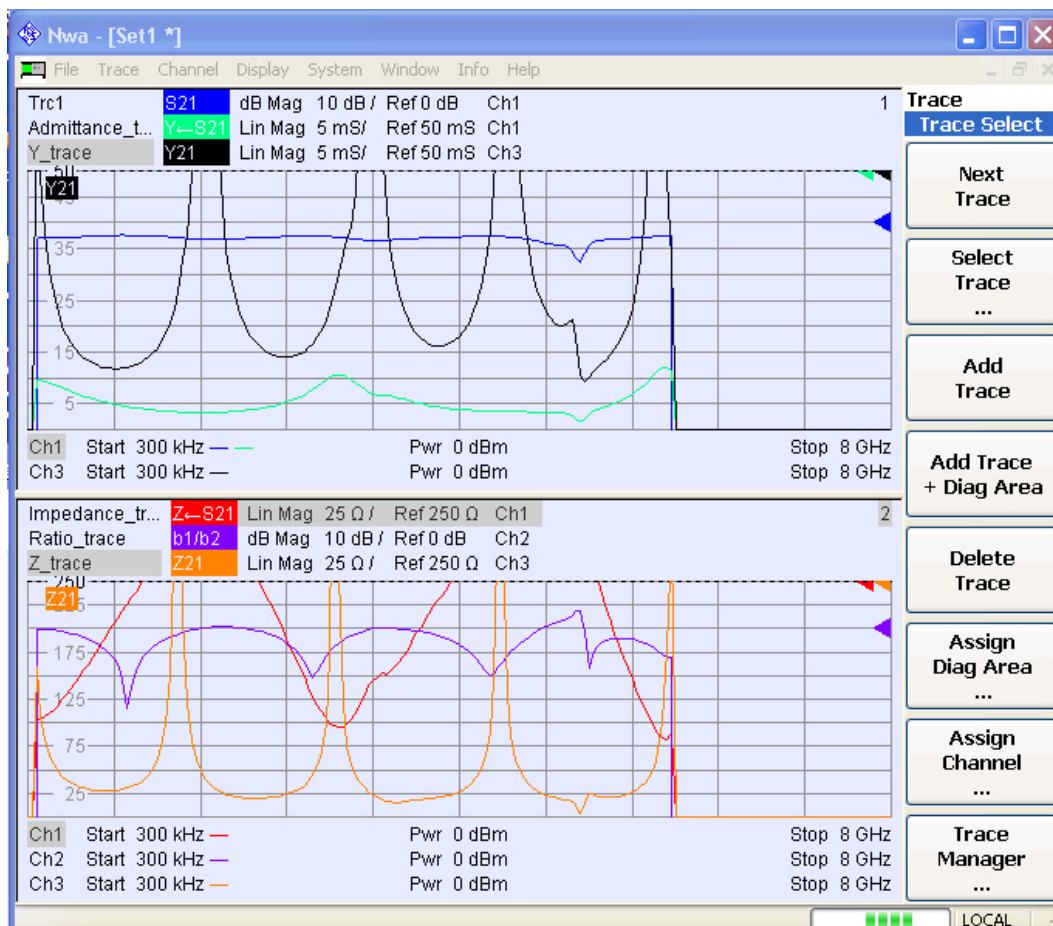 Nwa - [Set1 *]
File Trace Channel Display System Window Info Help
Trc1 S21 dB Mag 10 dB / Ref 0 dB Ch1 1
Admittance_t... Y←S21 Lin Mag 5 mS/ Ref 50 mS Ch1
Y_trace Y21 Lin Mag 5 mS/ Ref 50 mS Ch3
50
Y21
45
35
25
15
5
Ch1 Start 300 kHz Pwr 0 dBm Stop 8 GHz
Ch3 Start 300 kHz Pwr 0 dBm Stop 8 GHz
Impedance_tr... Z←S21 Lin Mag 25 Ω / Ref 250 Ω Ch1 2
Ratio_trace b1/b2 dB Mag 10 dB / Ref 0 dB Ch2
Z_trace Z21 Lin Mag 25 Ω / Ref 250 Ω Ch3
250
Z21
225
175
125
75
25
Ch1 Start 300 kHz Pwr 0 dBm Stop 8 GHz
Ch2 Start 300 kHz Pwr 0 dBm Stop 8 GHz
Ch3 Start 300 kHz Pwr 0 dBm Stop 8 GHz
Trace
Trace Select
Next
Trace
Select
Trace
...
Add
Trace
Add Trace
+ Diag Area
Delete
Trace
Assign
Diag Area
...
Assign
Channel
...
Trace
Manager
...
LOCAL